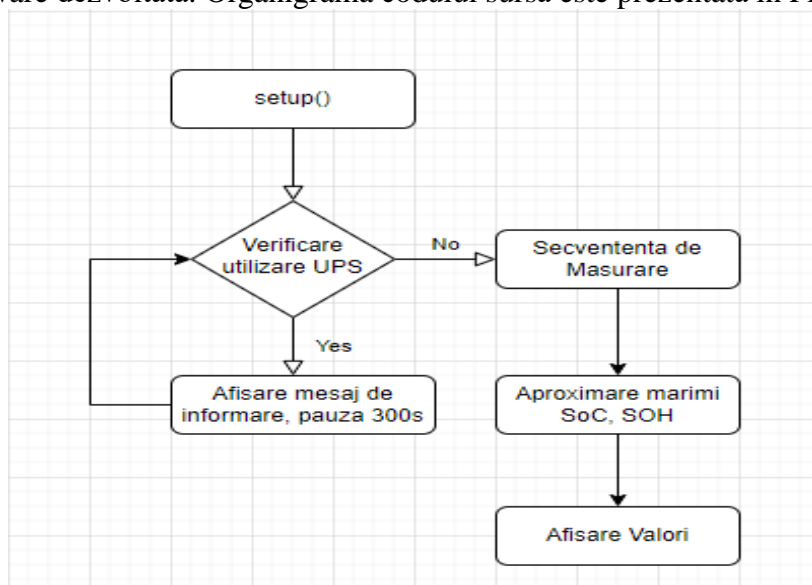 dezvoltata. Organigrama codului sursa este prezentata in
setup()
Verificare
utilizare UPS
No
Secvententa de
Masurare
Yes
Afisare mesaj de
informare, pauza 300s
Aproximare marimi
SoC, SOH
Afisare Valori